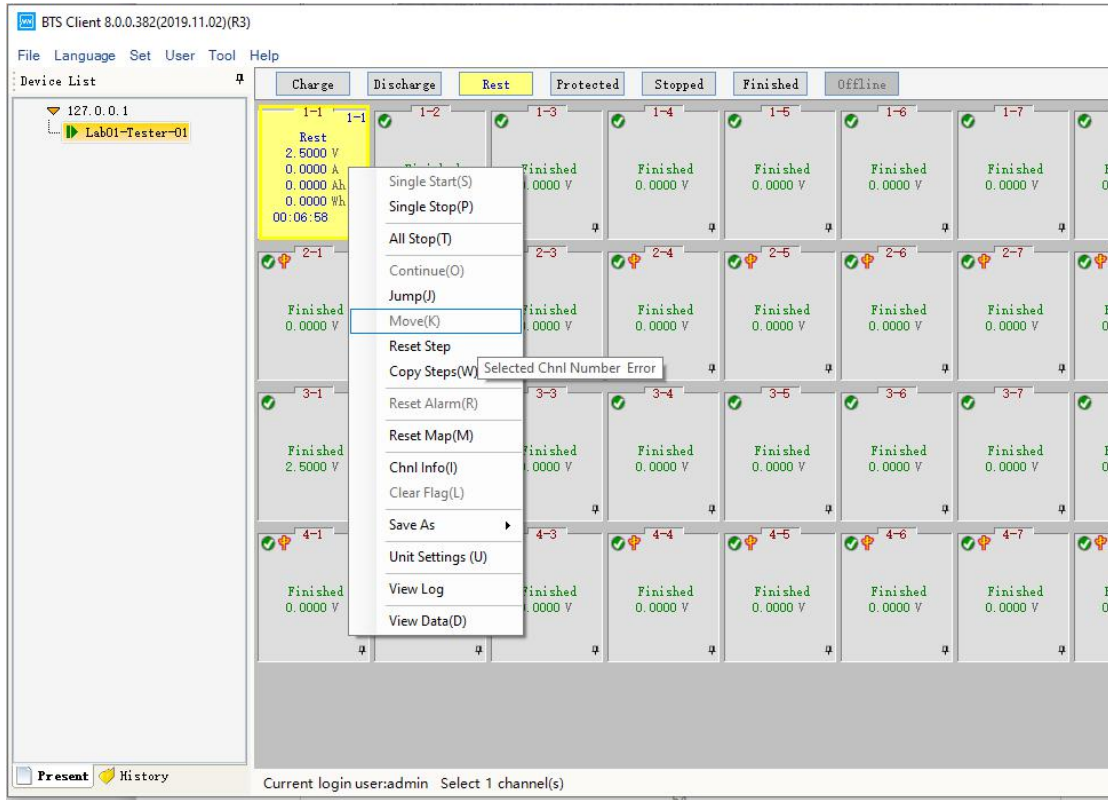 BTS Client 8.0.0.382(2019.11.02)(R3)
File Language Set User Tool Help
Device List
Charge Discharge Rest Protected Stopped Finished Offline
127.0.0.1
Lab01-Tester-01
1-1 1-1 1-2 1-3 1-4 1-5 1-6 1-7
Rest
2.5000 V
0.0000 A
0.0000 Ah
0.0000 Wh
00:06:58
Finished Finished Finished Finished Finished
.0000 V 0.0000 V 0.0000 V 0.0000 V 0.0000 V
Single Start(S)
Single Stop(P)
All Stop(T)
Continue(O)
Jump(J)
Move(K)
Reset Step
Copy Steps(W)
Selected Chnl Number Error
Reset Alarm(R)
Reset Map(M)
Chnl Info(I)
Clear Flag(L)
Save As
Unit Settings (U)
View Log
View Data(D)
2-1 2-3 2-4 2-5 2-6 2-7
Finished Finished Finished Finished Finished Finished
0.0000 V .0000 V 0.0000 V 0.0000 V 0.0000 V 0.0000 V
3-1 3-3 3-4 3-5 3-6 3-7
Finished Finished Finished Finished Finished Finished
2.5000 V .0000 V 0.0000 V 0.0000 V 0.0000 V 0.0000 V
4-1 4-3 4-4 4-5 4-6 4-7
Finished Finished Finished Finished Finished Finished
0.0000 V .0000 V 0.0000 V 0.0000 V 0.0000 V 0.0000 V
Present History
Current login user:admin Select 1 channel(s)